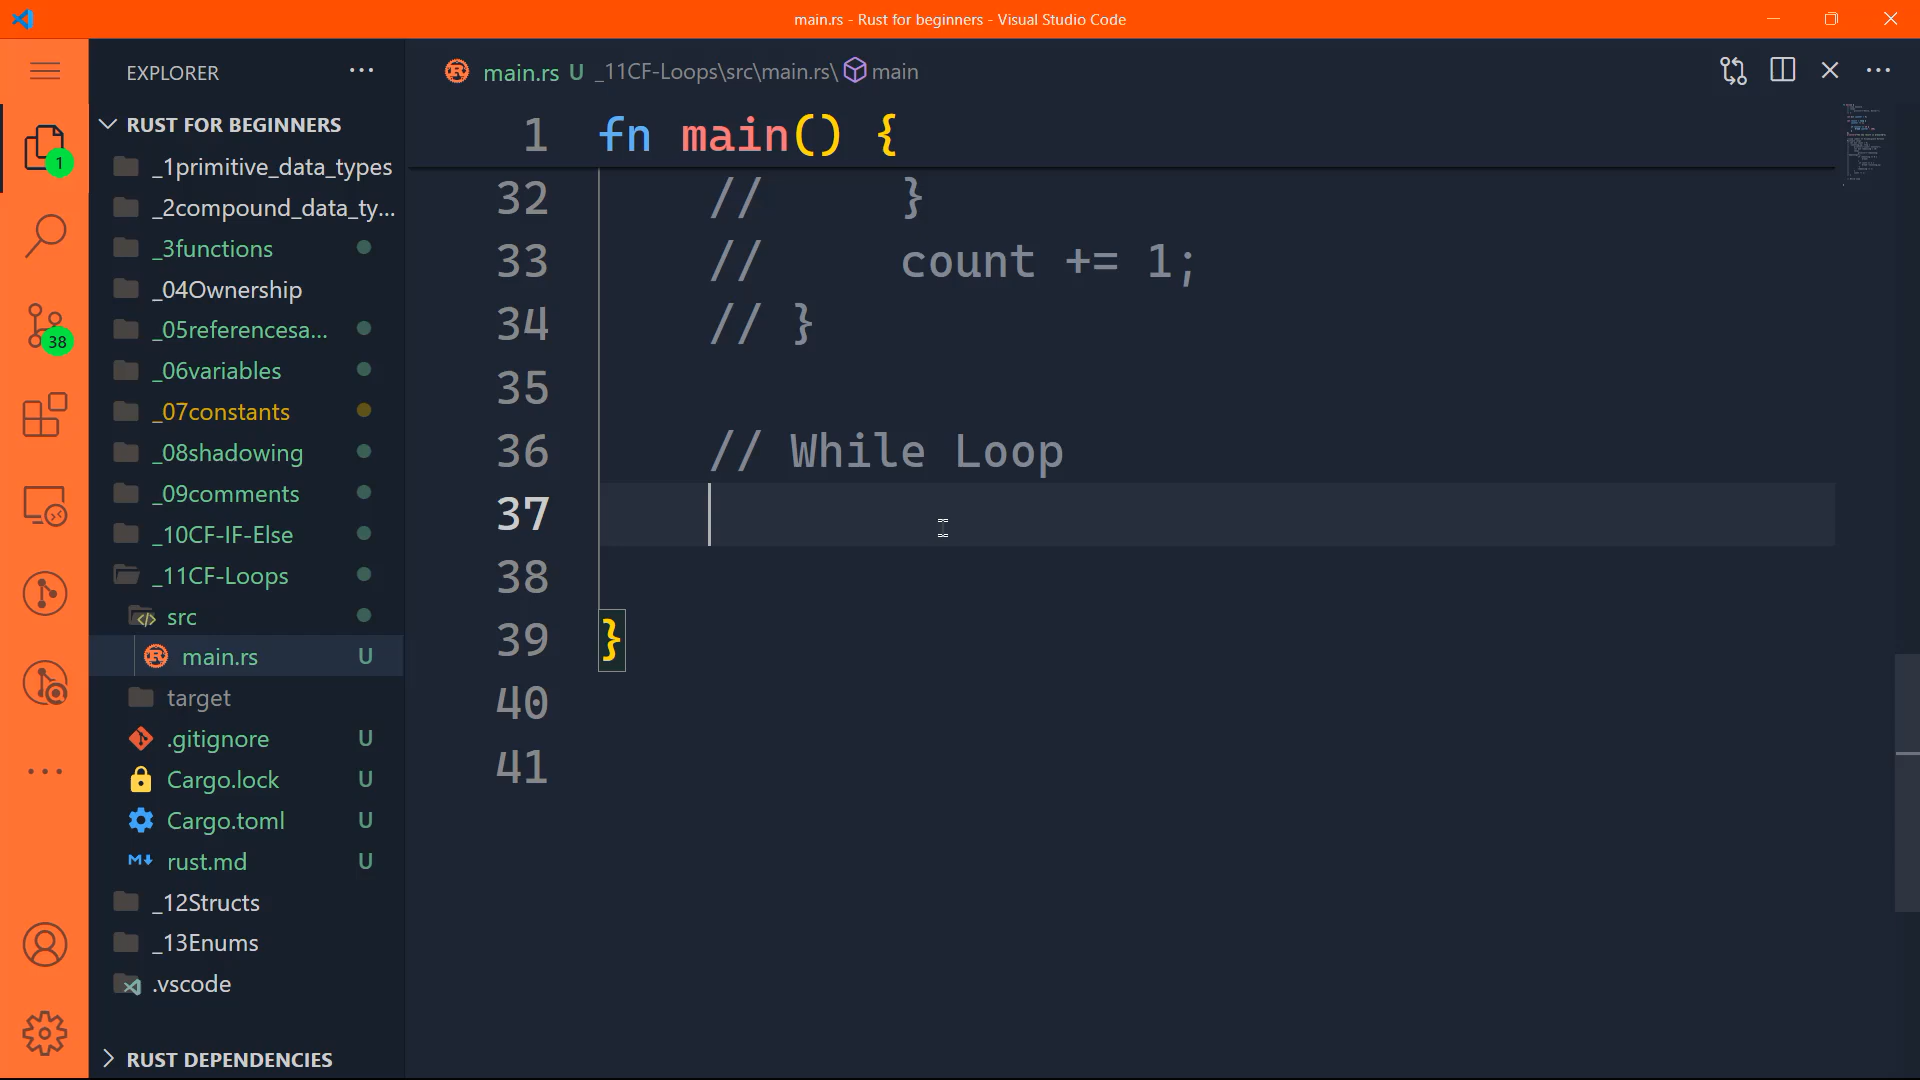 main.rs - Rust for beginners - Visual Studio Code
EXPLORER
RUST FOR BEGINNERS
_1primitive_data_types
_2compound_data_ty...
_3functions
_04Ownership
_05referencesa...
_06variables
_07constants
_08shadowing
_09comments
_10CF-IF-Else
_11CF-Loops
src
main.rs U
target
.gitignore U
Cargo.lock U
Cargo.toml U
rust.md U
_12Structs
_13Enums
.vscode
RUST DEPENDENCIES
1
38
main.rs U _11CF-Loops\src\main.rs\ main
1 fn main() {
32 // }
33 // count += 1;
34 // }
35
36 // While Loop
37
38
39 }
40
41